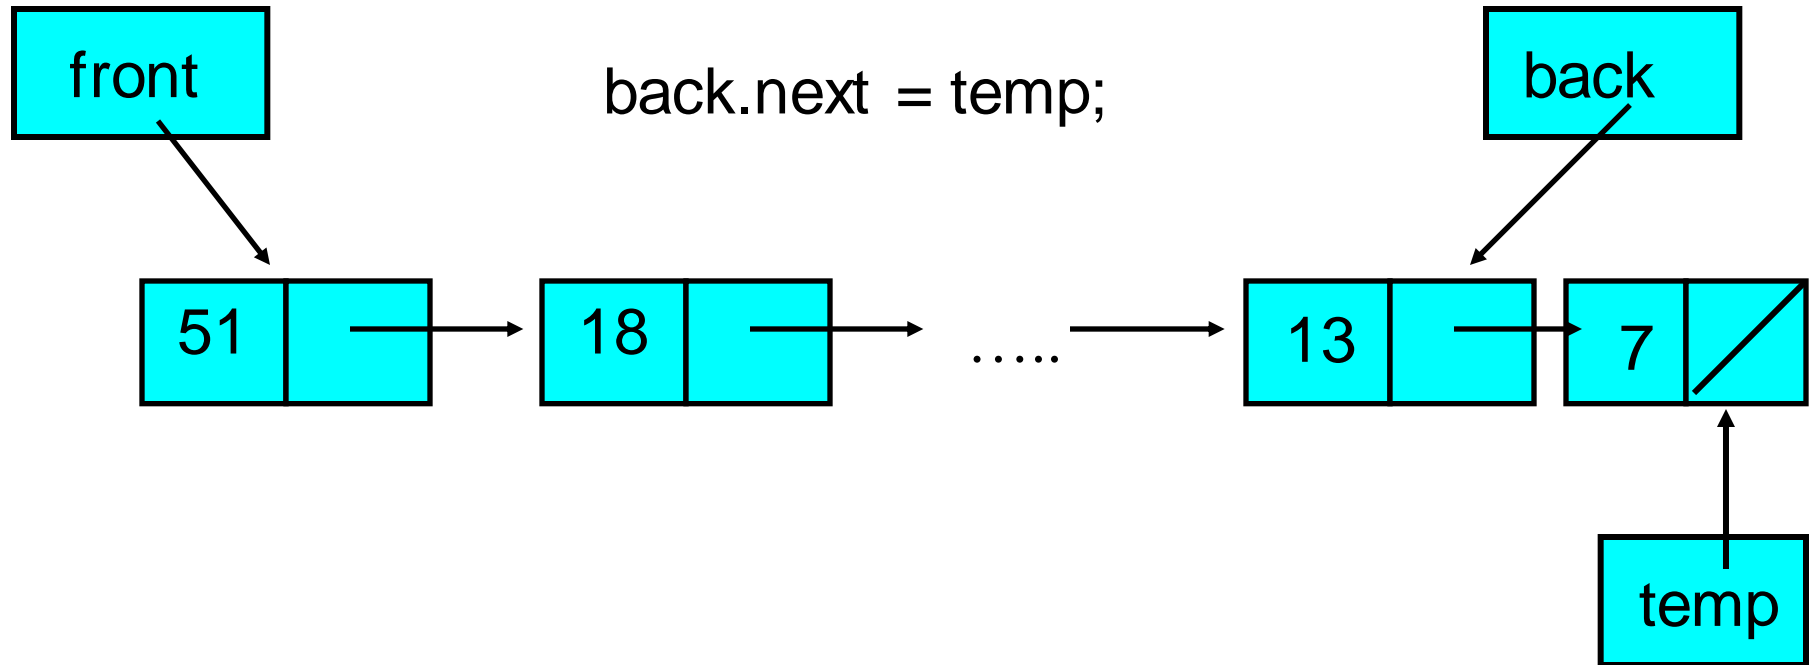 front
back.next = temp;
back
51
18
.....
13
7
temp